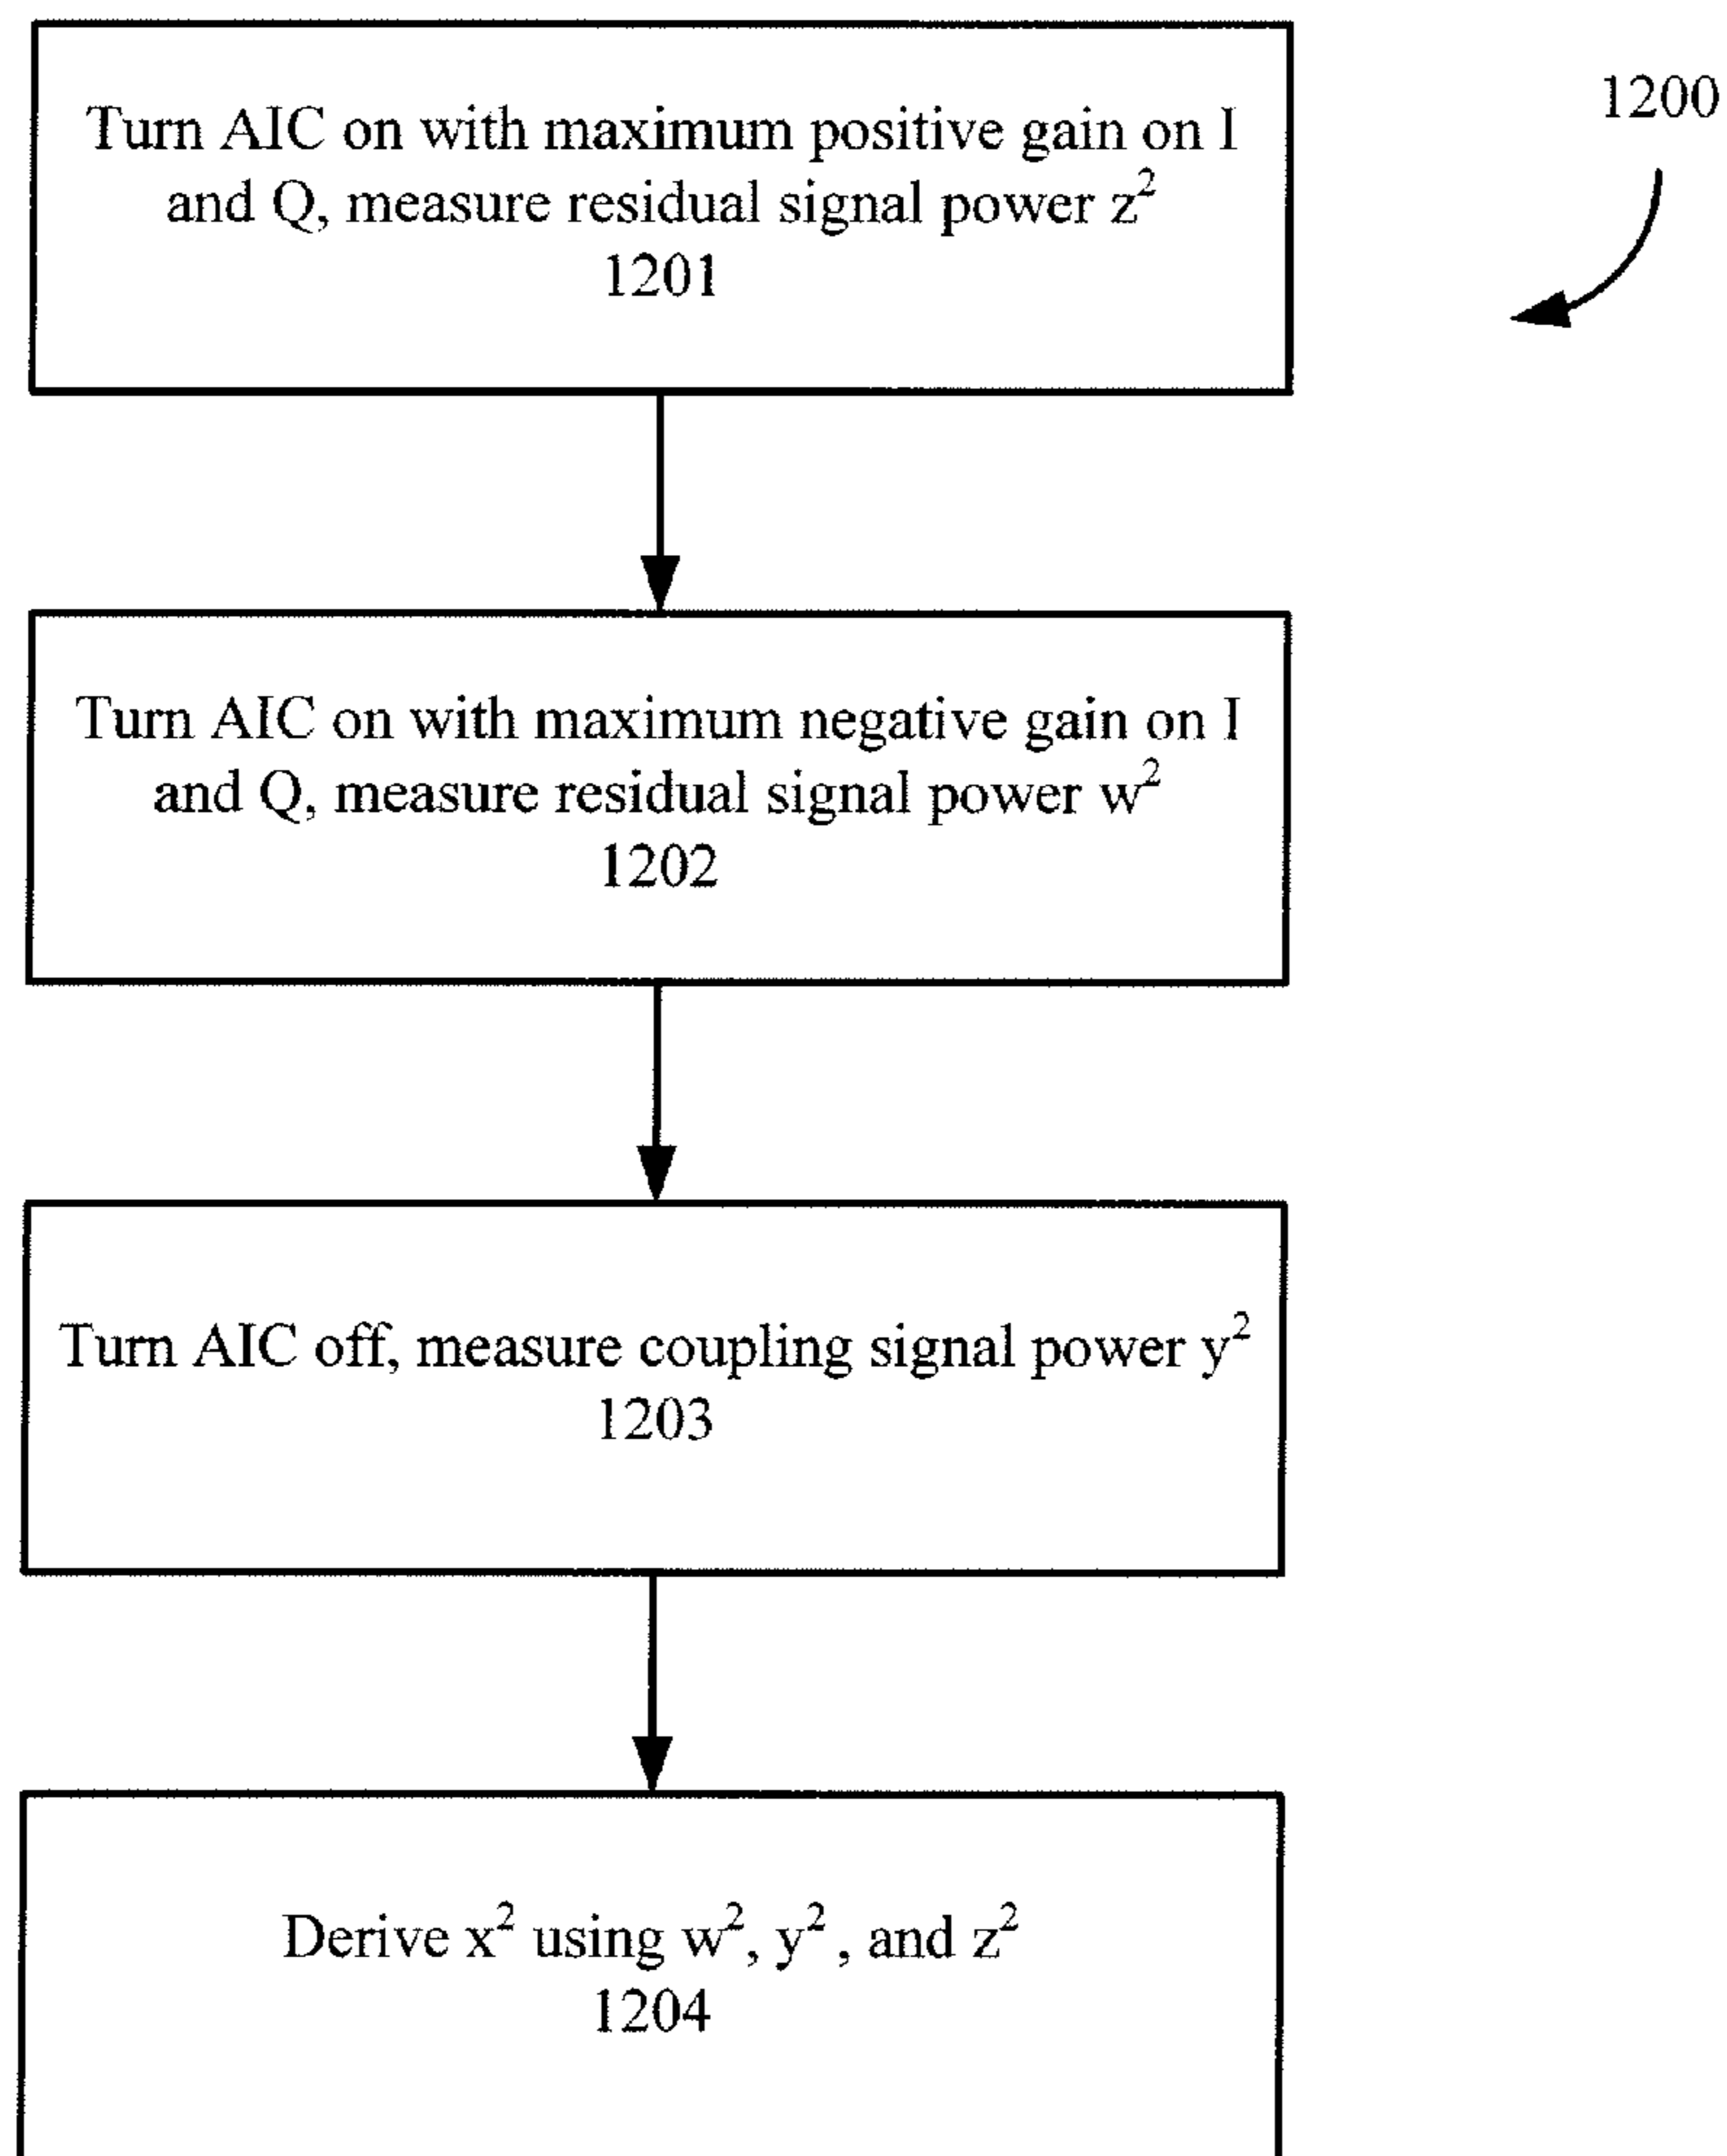 Turn AIC on with maximum positive gain on I
and Q, measure residual signal power z²
1201
1200
Turn AIC on with maximum negative gain on I
and Q, measure residual signal power w²
1202
Turn AIC off, measure coupling signal power y²
1203
Derive x² using w², y² , and z²
1204